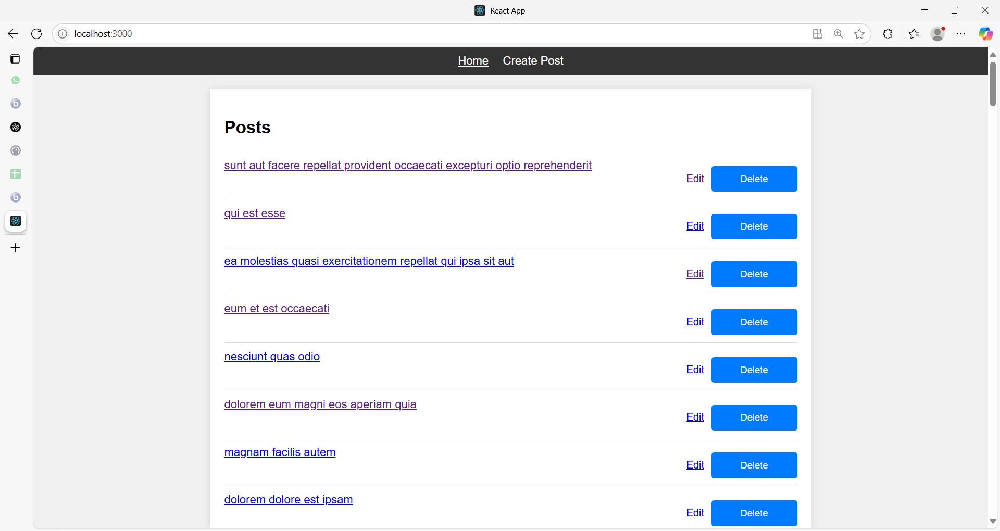 React App
localhost:3000
Home Create Post
Posts
sunt aut facere repellat provident occaecati excepturi optio reprehenderit
Edit Delete
qui est esse
Edit Delete
ea molestias quasi exercitationem repellat qui ipsa sit aut
Edit Delete
eum et est occaecati
Edit Delete
nesciunt quas odio
Edit Delete
dolorem eum magni eos aperiam quia
Edit Delete
magnam facilis autem
Edit Delete
dolorem dolore est ipsam
Edit Delete